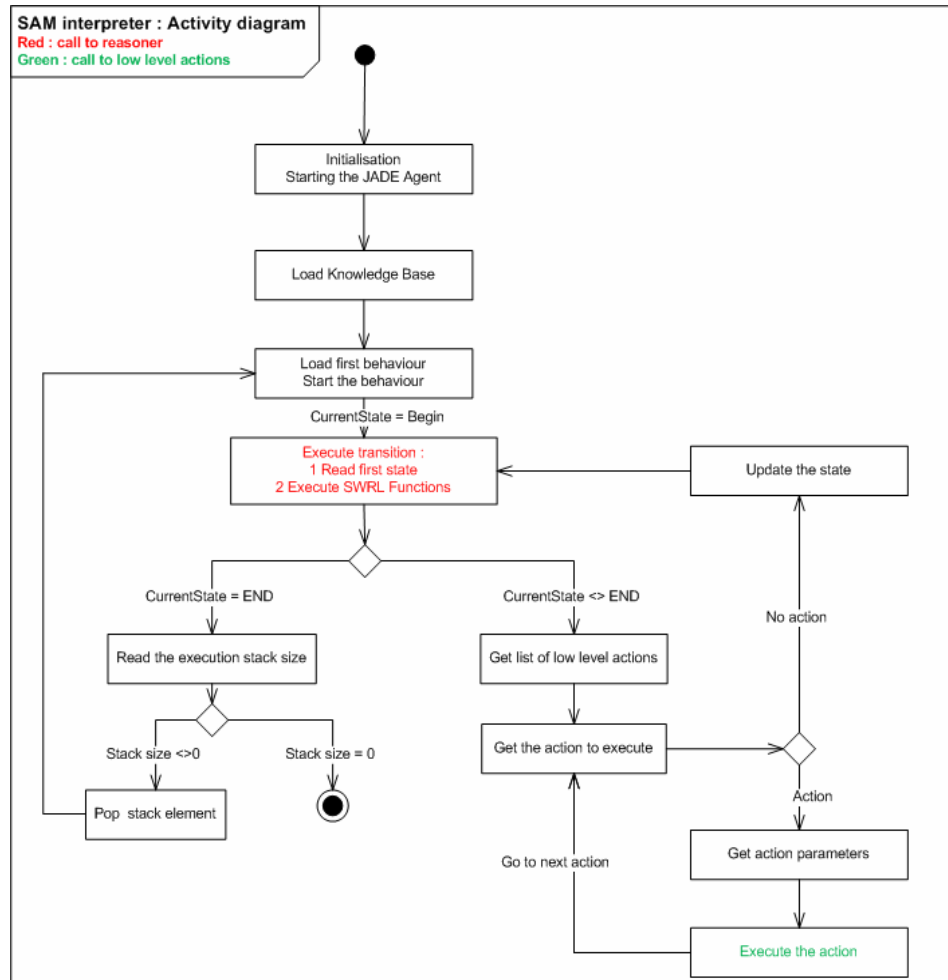 SAM interpreter : Activity diagram
Red : call to reasoner
Green : call to low level actions
Initialisation
Starting the JADE Agent
Load Knowledge Base
Load first behaviour
Start the behaviour
CurrentState = Begin
Execute transition :
1 Read first state
2 Execute SWRL Functions
Update the state
CurrentState = END
CurrentState <> END
No action
Read the execution stack size
Get list of low level actions
Stack size <>0
Stack size = 0
Get the action to execute
Pop stack element
Action
Go to next action
Get action parameters
Execute the action